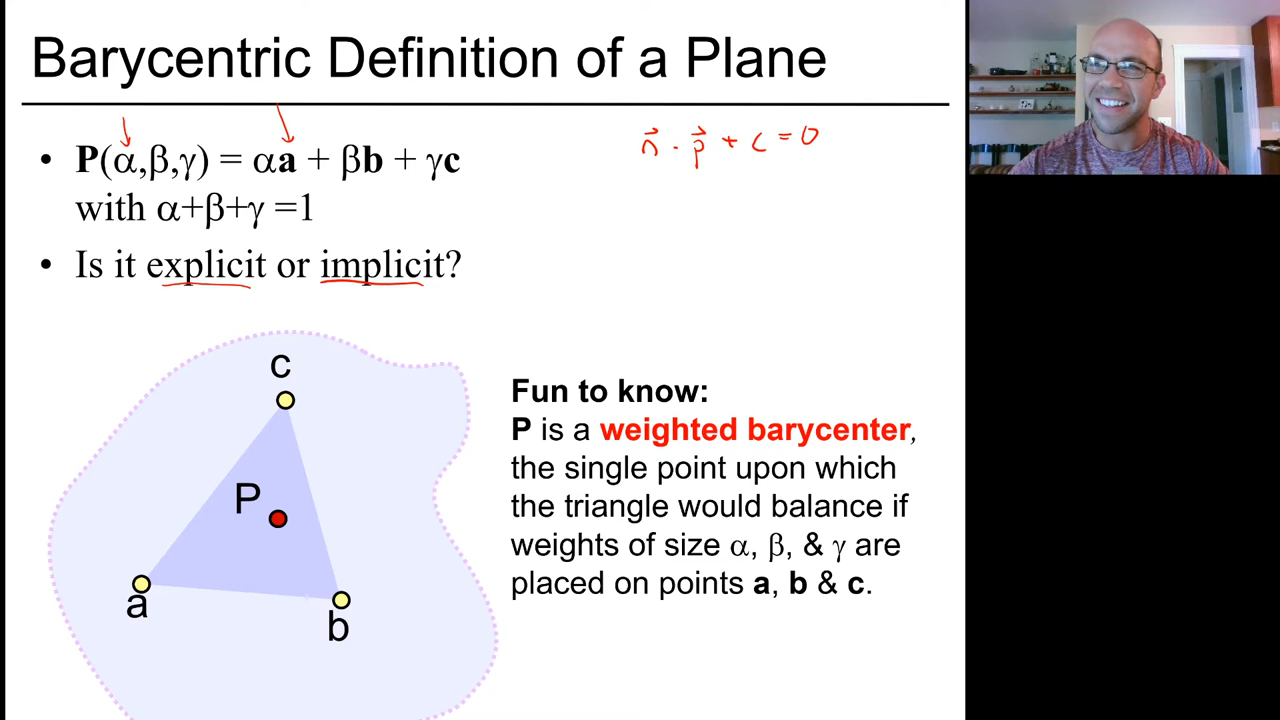 Barycentric Definition of a Plane
n⃗ · p⃗ + c = 0
• P(α,β,γ) = αa + βb + γc
with α+β+γ =1
• Is it explicit or implicit?
c
P
a
b
Fun to know:
P is a weighted barycenter,
the single point upon which
the triangle would balance if
weights of size α, β, & γ are
placed on points a, b & c.